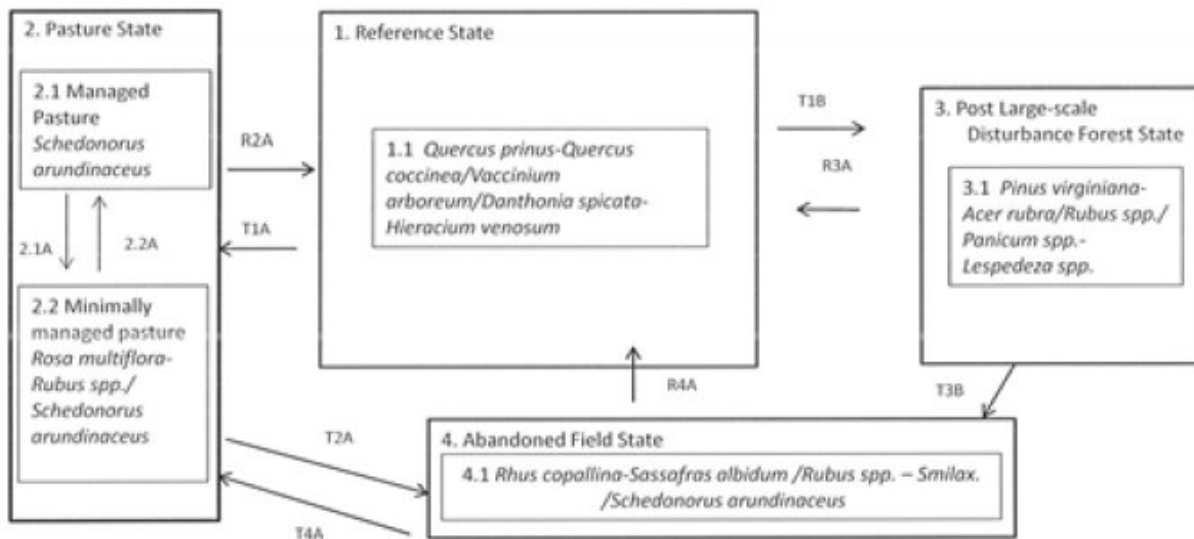 2. Pasture State
2.1 Managed
Pasture
Schedonorus
arundinaceus
2.1A
2.2A
2.2 Minimally
managed pasture
Rosa multiflora-
Rubus spp./
Schedonorus
arundinaceus
R2A
T1A
1. Reference State
1.1 Quercus prinus-Quercus
coccinea/Vaccinium
arboreum/Danthonia spicata-
Hieracium venosum
T1B
R3A
3. Post Large-scale
Disturbance Forest State
3.1 Pinus virginiana-
Acer rubra/Rubus spp./
Panicum spp.-
Lespedeza spp.
R4A
T3B
T2A
T4A
4. Abandoned Field State
4.1 Rhus copallina-Sassafras albidum /Rubus spp. – Smilax.
/Schedonorus arundinaceus